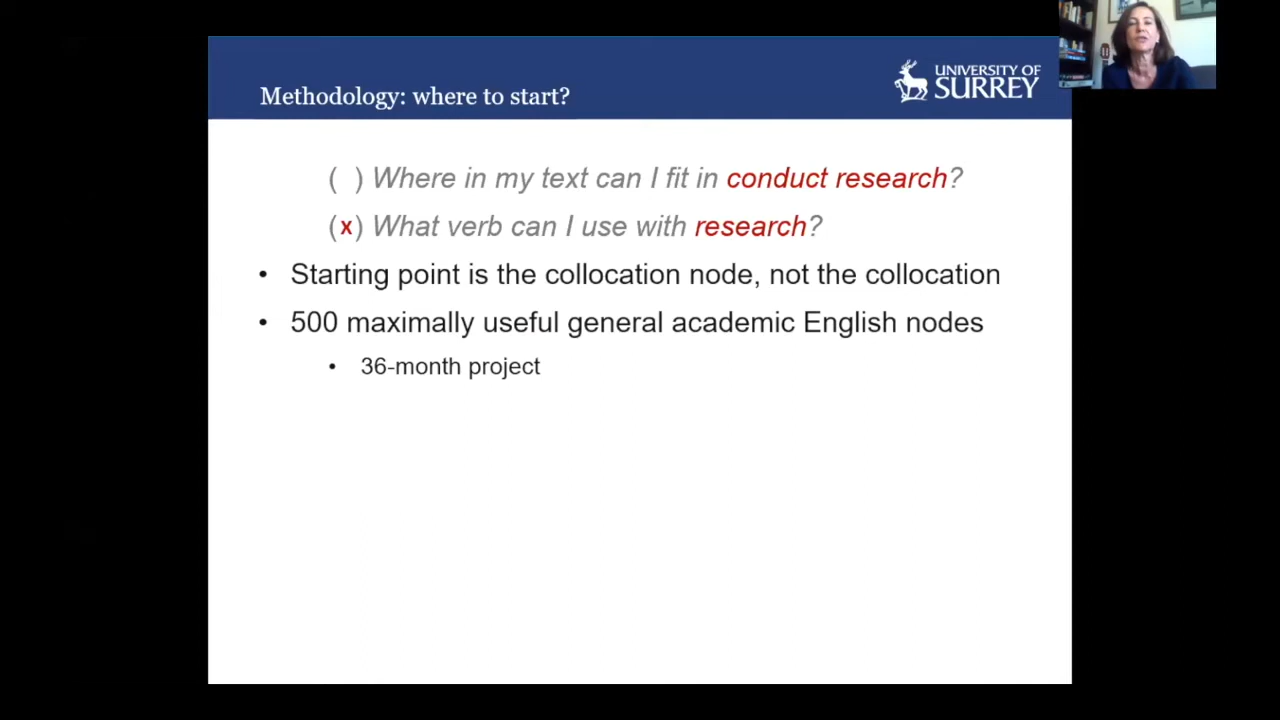 Methodology: where to start?
UNIVERSITY OF
SURREY
( ) Where in my text can I fit in conduct research?
(x) What verb can I use with research?
• Starting point is the collocation node, not the collocation
• 500 maximally useful general academic English nodes
• 36-month project